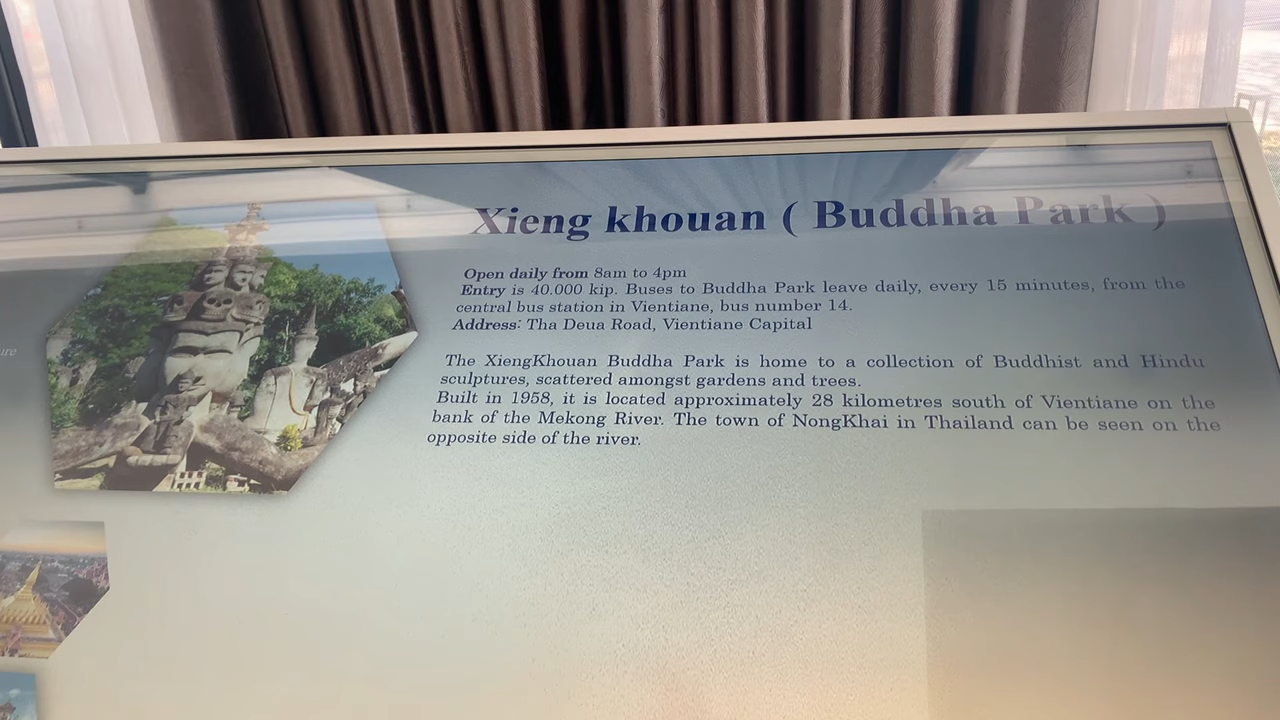 Xieng khouan ( Buddha Park )
Open daily from 8am to 4pm
Entry is 40.000 kip. Buses to Buddha Park leave daily, every 15 minutes, from the
central bus station in Vientiane, bus number 14.
Address: Tha Deua Road, Vientiane Capital
The XiengKhouan Buddha Park is home to a collection of Buddhist and Hindu
sculptures, scattered amongst gardens and trees.
Built in 1958, it is located approximately 28 kilometres south of Vientiane on the
bank of the Mekong River. The town of NongKhai in Thailand can be seen on the
opposite side of the river.